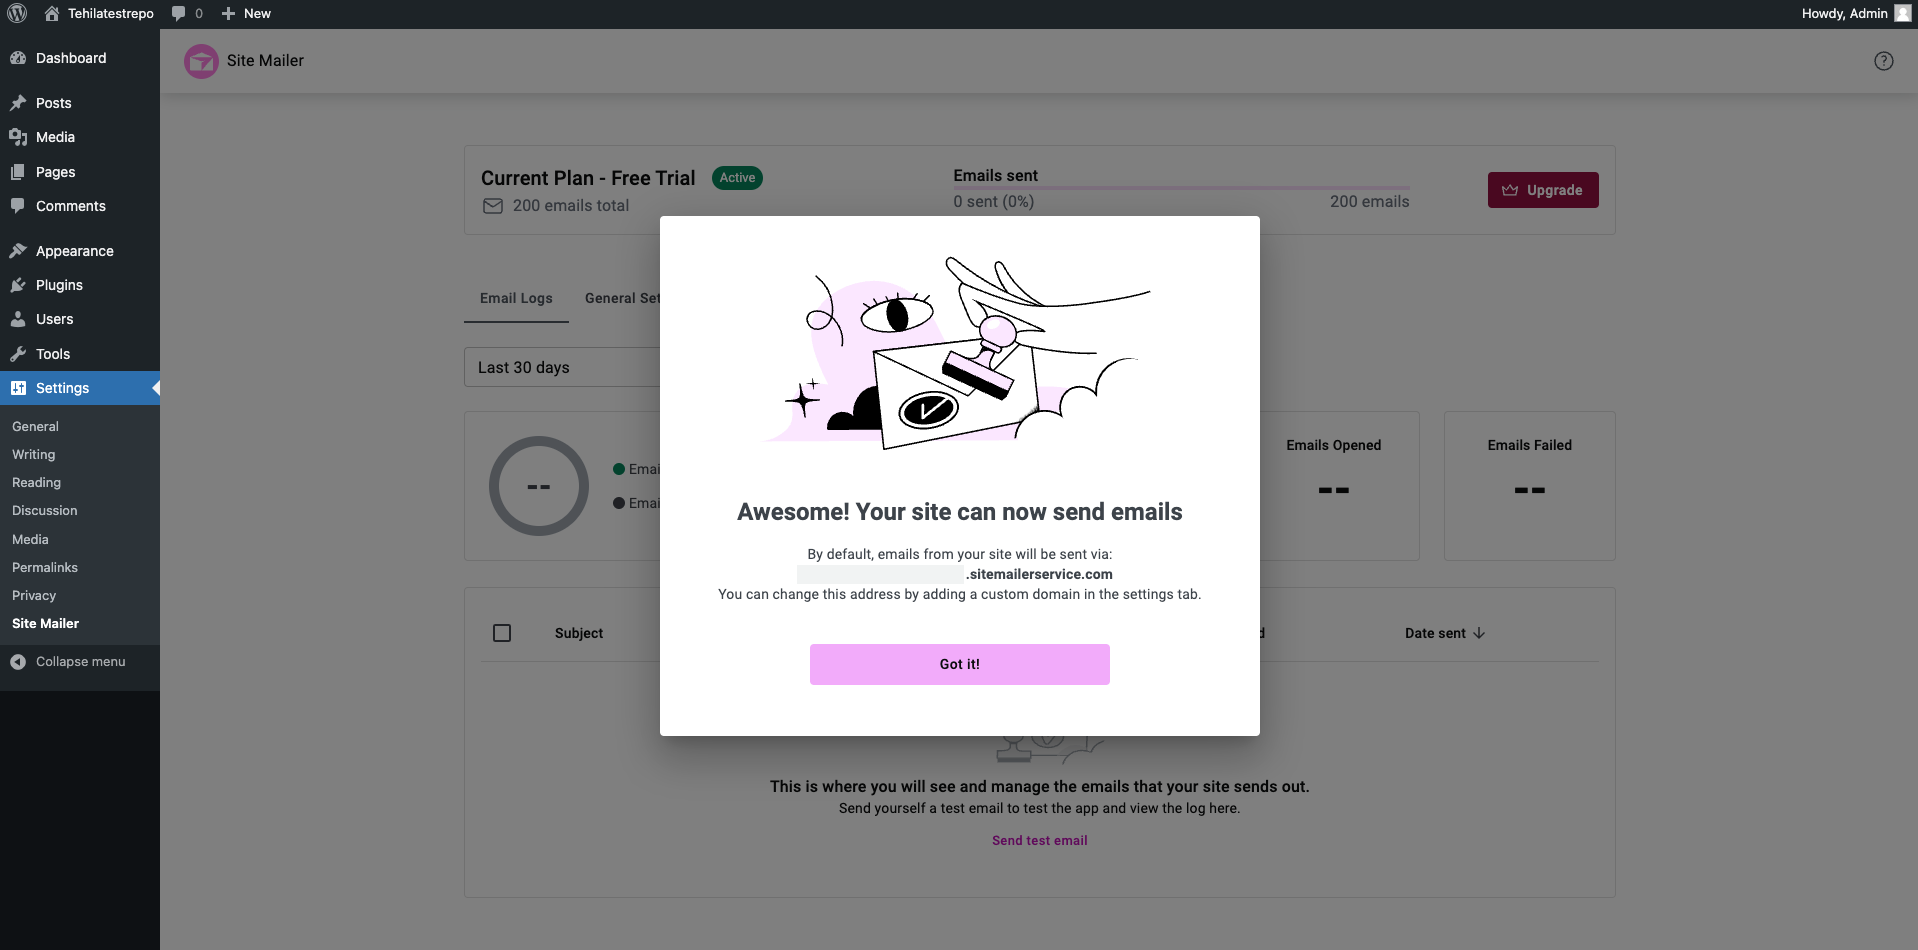 Tehilatestrepo
0
New
Howdy, Admin
Dashboard
Posts
Media
Pages
Comments
Appearance
Plugins
Users
Tools
Settings
General
Writing
Reading
Discussion
Media
Permalinks
Privacy
Site Mailer
Collapse menu
Site Mailer
Current Plan - Free Trial
Active
200 emails total
Emails sent
0 sent (0%)
200 emails
Upgrade
Email Logs
General Set
Last 30 days
--
Emai
Emai
Emails Opened
--
Emails Failed
--
Awesome! Your site can now send emails
By default, emails from your site will be sent via:
.sitemailerservice.com
You can change this address by adding a custom domain in the settings tab.
Got it!
Subject
d
Date sent
This is where you will see and manage the emails that your site sends out.
Send yourself a test email to test the app and view the log here.
Send test email